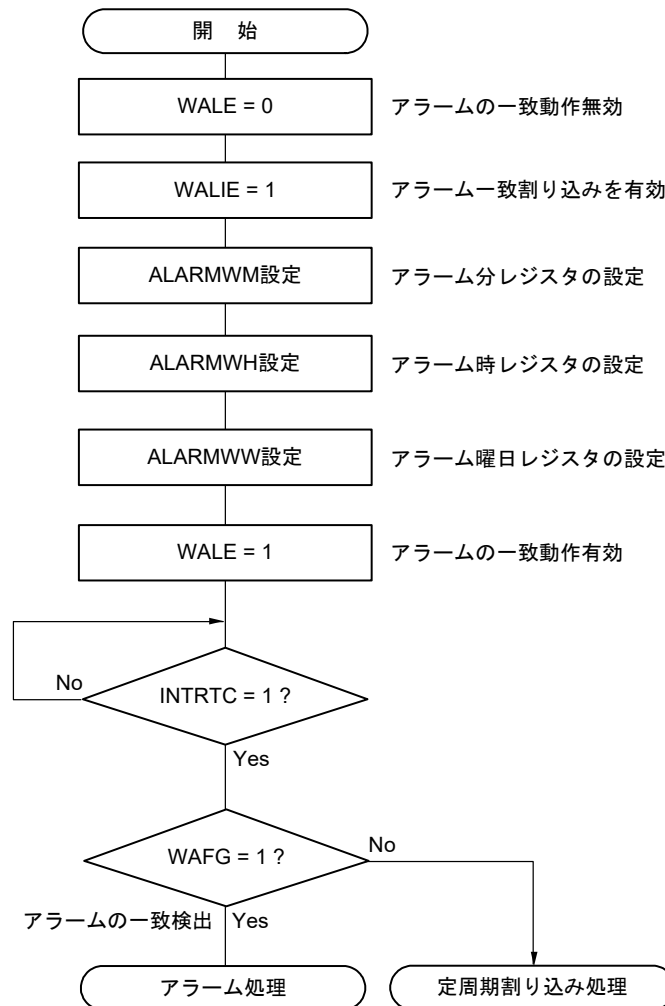 開 始
WALE = 0
アラームの一致動作無効
WALIE = 1
アラーム一致割り込みを有効
ALARMWM設定
アラーム分レジスタの設定
ALARMWH設定
アラーム時レジスタの設定
ALARMWW設定
アラーム曜日レジスタの設定
WALE = 1
アラームの一致動作有効
No
INTRTC = 1 ?
Yes
WAFG = 1 ?
No
アラームの一致検出
Yes
アラーム処理
定周期割り込み処理